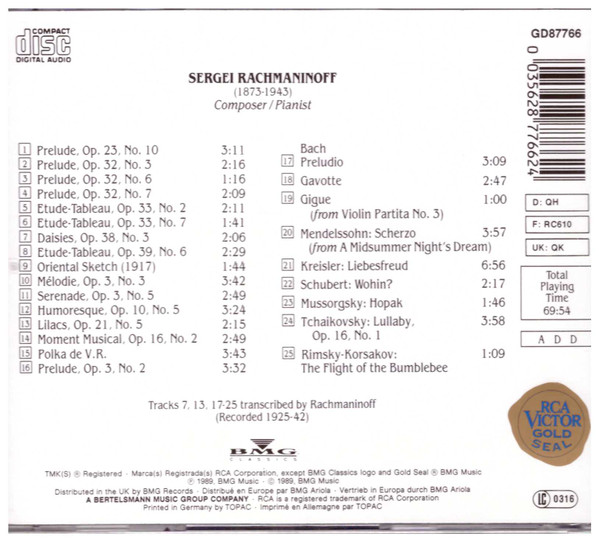 COMPACT
disc
DIGITAL AUDIO
GD87766
0 035628 776624
SERGEI RACHMANINOFF
(1873-1943)
Composer/Pianist
1 Prelude, Op. 23, No. 10 3:11
2 Prelude, Op. 32, No. 3 2:16
3 Prelude, Op. 32, No. 6 1:16
4 Prelude, Op. 32, No. 7 2:09
5 Etude-Tableau, Op. 33, No. 2 2:11
6 Etude-Tableau, Op. 33, No. 7 1:41
7 Daisies, Op. 38, No. 3 2:06
8 Etude-Tableau, Op. 39, No. 6 2:29
9 Oriental Sketch (1917) 1:44
10 Mélodie, Op. 3, No. 3 3:42
11 Serenade, Op. 3, No. 5 2:49
12 Humoresque, Op. 10, No. 5 3:24
13 Lilacs, Op. 21, No. 5 2:15
14 Moment Musical, Op. 16, No. 2 2:49
15 Polka de V.R. 3:43
16 Prelude, Op. 3, No. 2 3:32
Bach
17 Preludio 3:09
18 Gavotte 2:47
19 Gigue 1:00
(from Violin Partita No. 3)
20 Mendelssohn: Scherzo 3:57
(from A Midsummer Night's Dream)
21 Kreisler: Liebesfreud 6:56
22 Schubert: Wohin? 2:17
23 Mussorgsky: Hopak 1:46
24 Tchaikovsky: Lullaby, 3:58
Op. 16, No. 1
25 Rimsky-Korsakov: 1:09
The Flight of the Bumblebee
D: QH
F: RC610
UK: QK
Total
Playing
Time
69:54
A D D
Tracks 7, 13, 17-25 transcribed by Rachmaninoff
(Recorded 1925-42)
RCA
VICTOR
GOLD
SEAL
BMG
CLASSICS
TMK(S) ® Registered · Marca(s) Registrada(s) RCA Corporation, except BMG Classics logo and Gold Seal ® BMG Music
℗ 1989, BMG Music · © 1989, BMG Music
Distributed in the UK by BMG Records · Distribué en Europe par BMG Ariola · Vertrieb in Europa durch BMG Ariola
A BERTELSMANN MUSIC GROUP COMPANY · RCA is a registered trademark of RCA Corporation
Printed in Germany by TOPAC · Imprimé en Allemagne par TOPAC
LC 0316